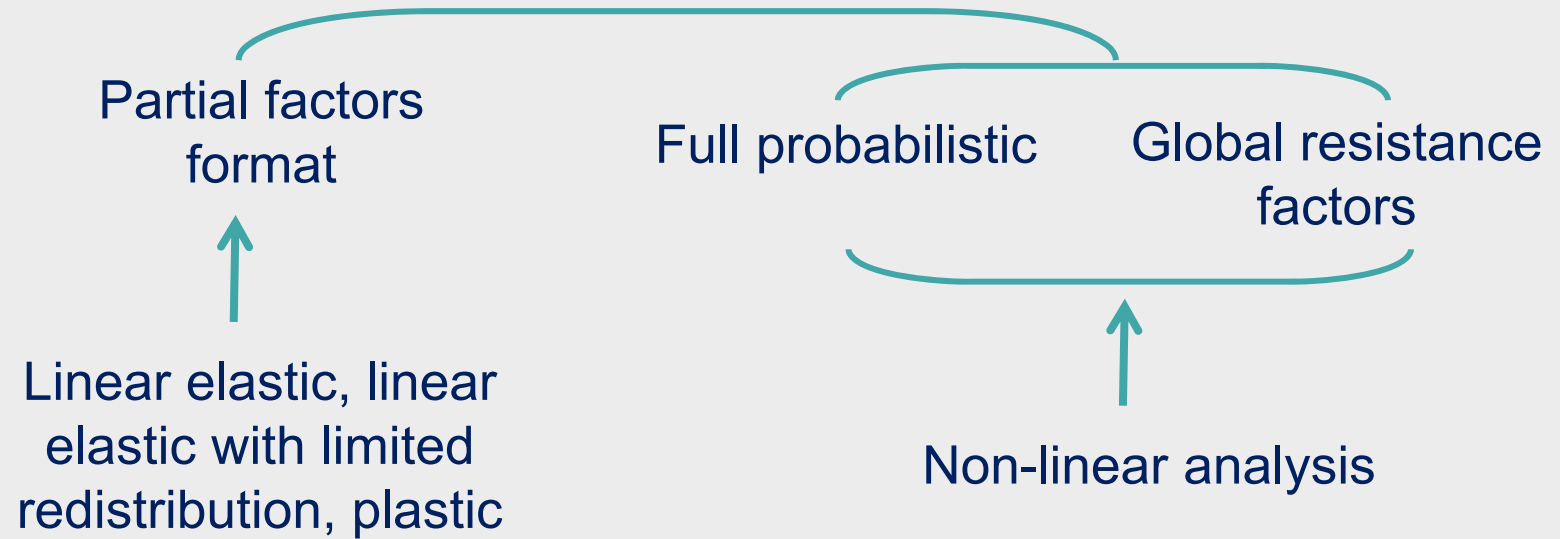 Partial factors
format
Full probabilistic
Global resistance
factors
Linear elastic, linear
elastic with limited
redistribution, plastic
Non-linear analysis